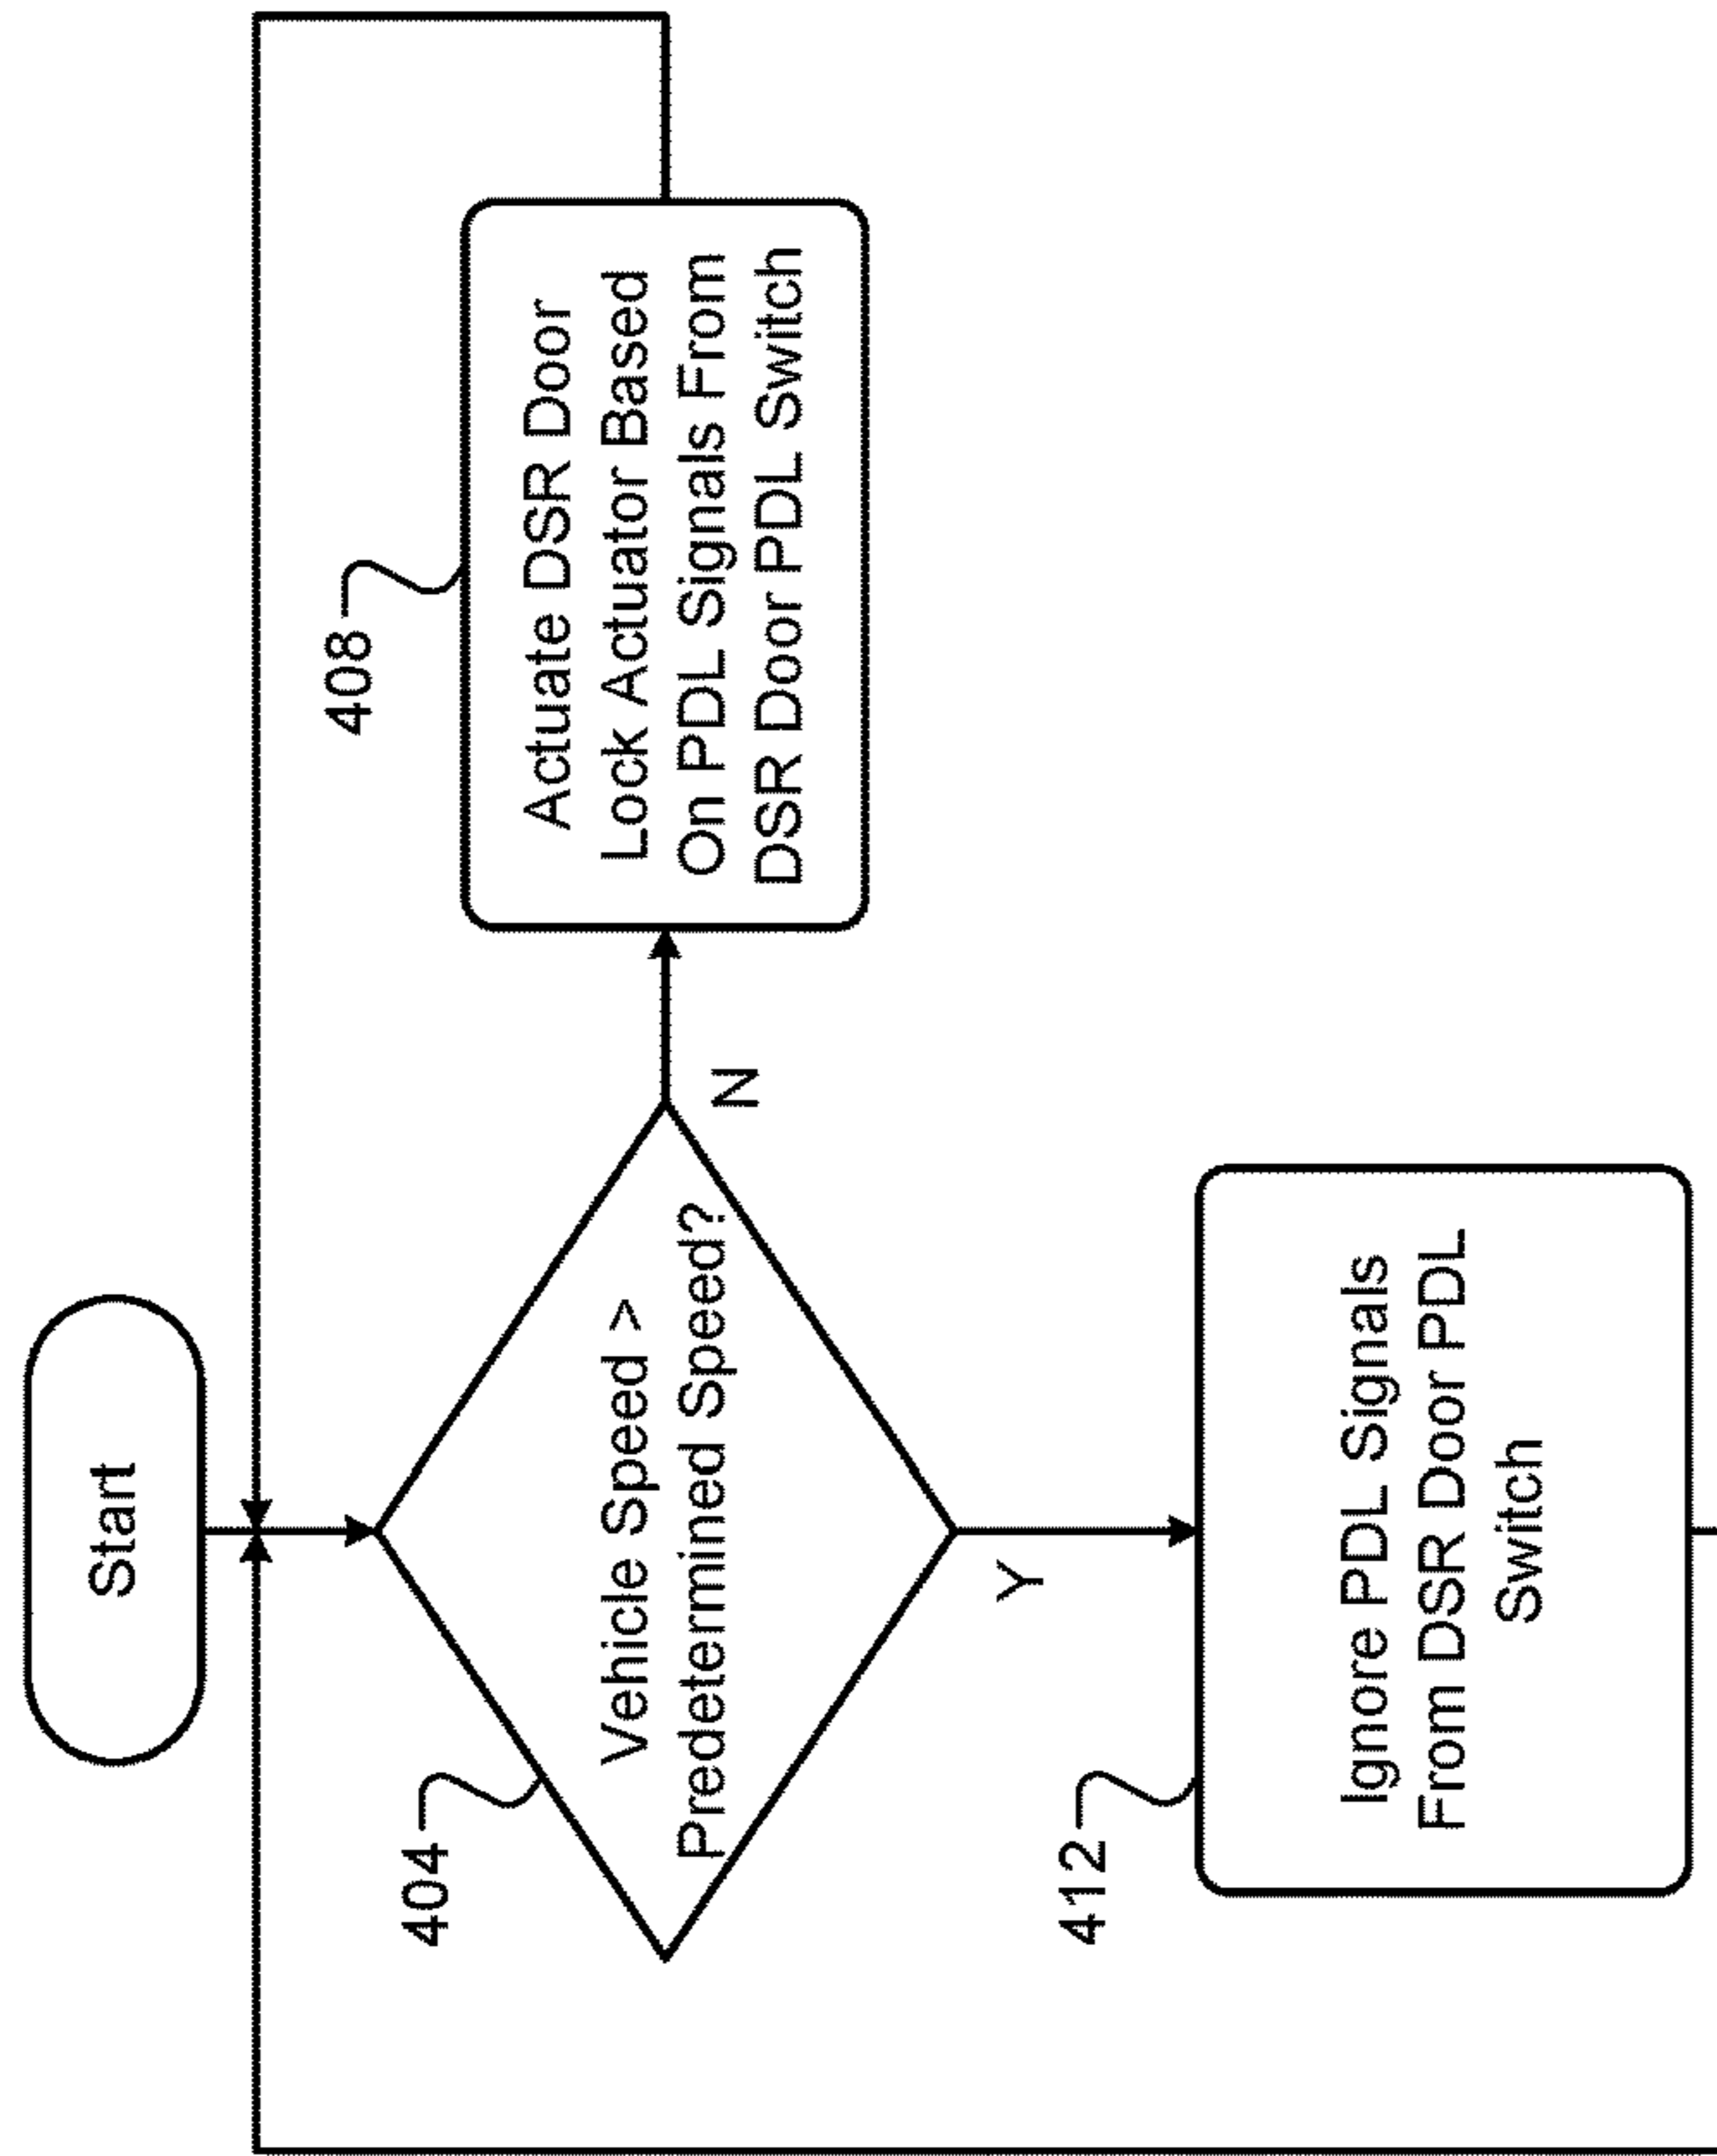 Start
404
Vehicle Speed >
Predetermined Speed?
N
Y
408
Actuate DSR Door
Lock Actuator Based
On PDL Signals From
DSR Door PDL Switch
412
Ignore PDL Signals
From DSR Door PDL
Switch